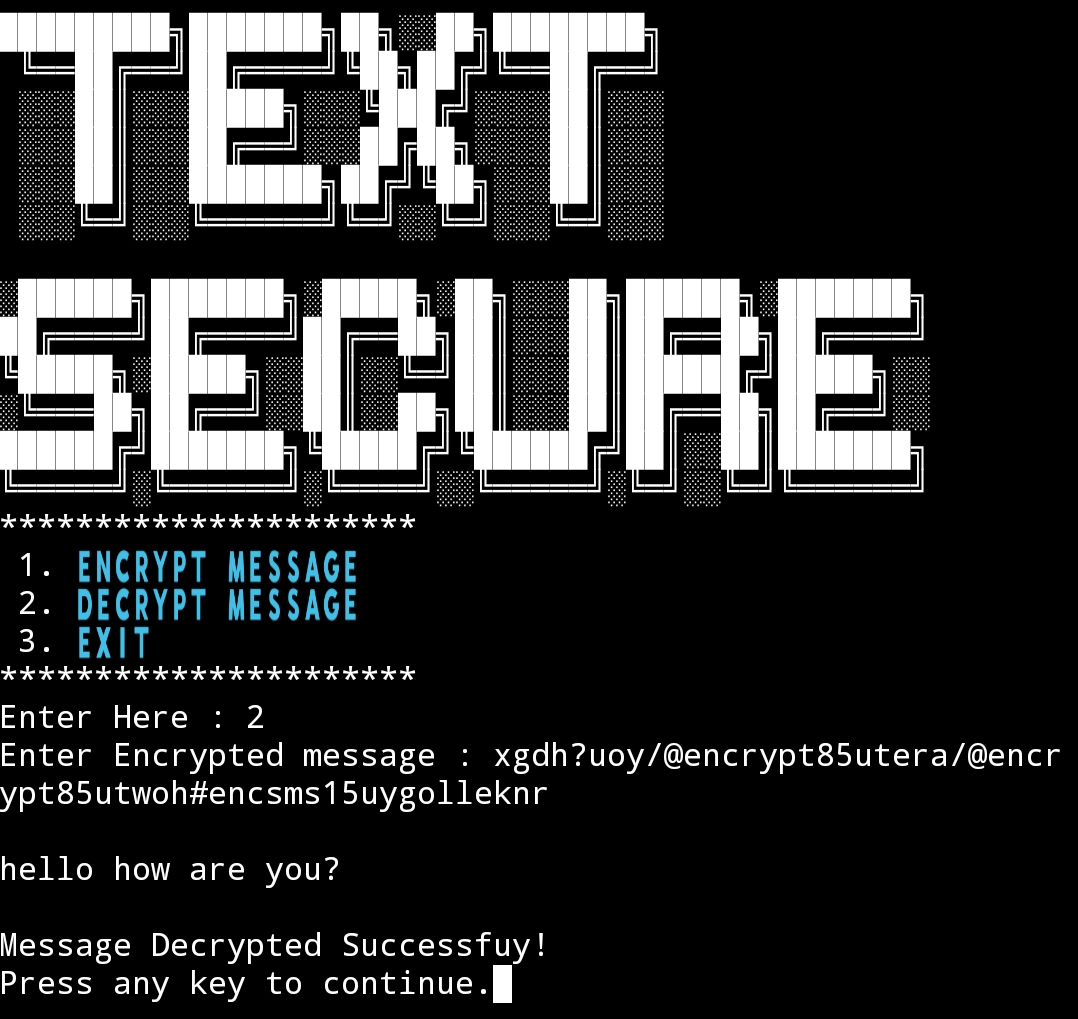 TEXT
SECURE
**********************
1. ENCRYPT MESSAGE
2. DECRYPT MESSAGE
3. EXIT
**********************
Enter Here : 2
Enter Encrypted message : xgdh?uoy/@encrypt85utera/@encr
ypt85utwoh#encsms15uygolleknr
hello how are you?
Message Decrypted Successfuy!
Press any key to continue.